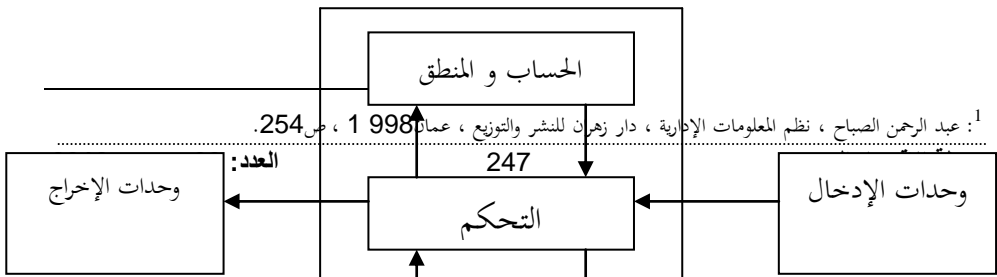 الحساب و المنطق
1: عبد الرحمن الصباح ، نظم المعلومات الإدارية ، دار زهران للنشر والتوزيع ، عمان 1998 ، ص254.
247
العدد:
وحدات الإدخال
التحكم
وحدات الإخراج